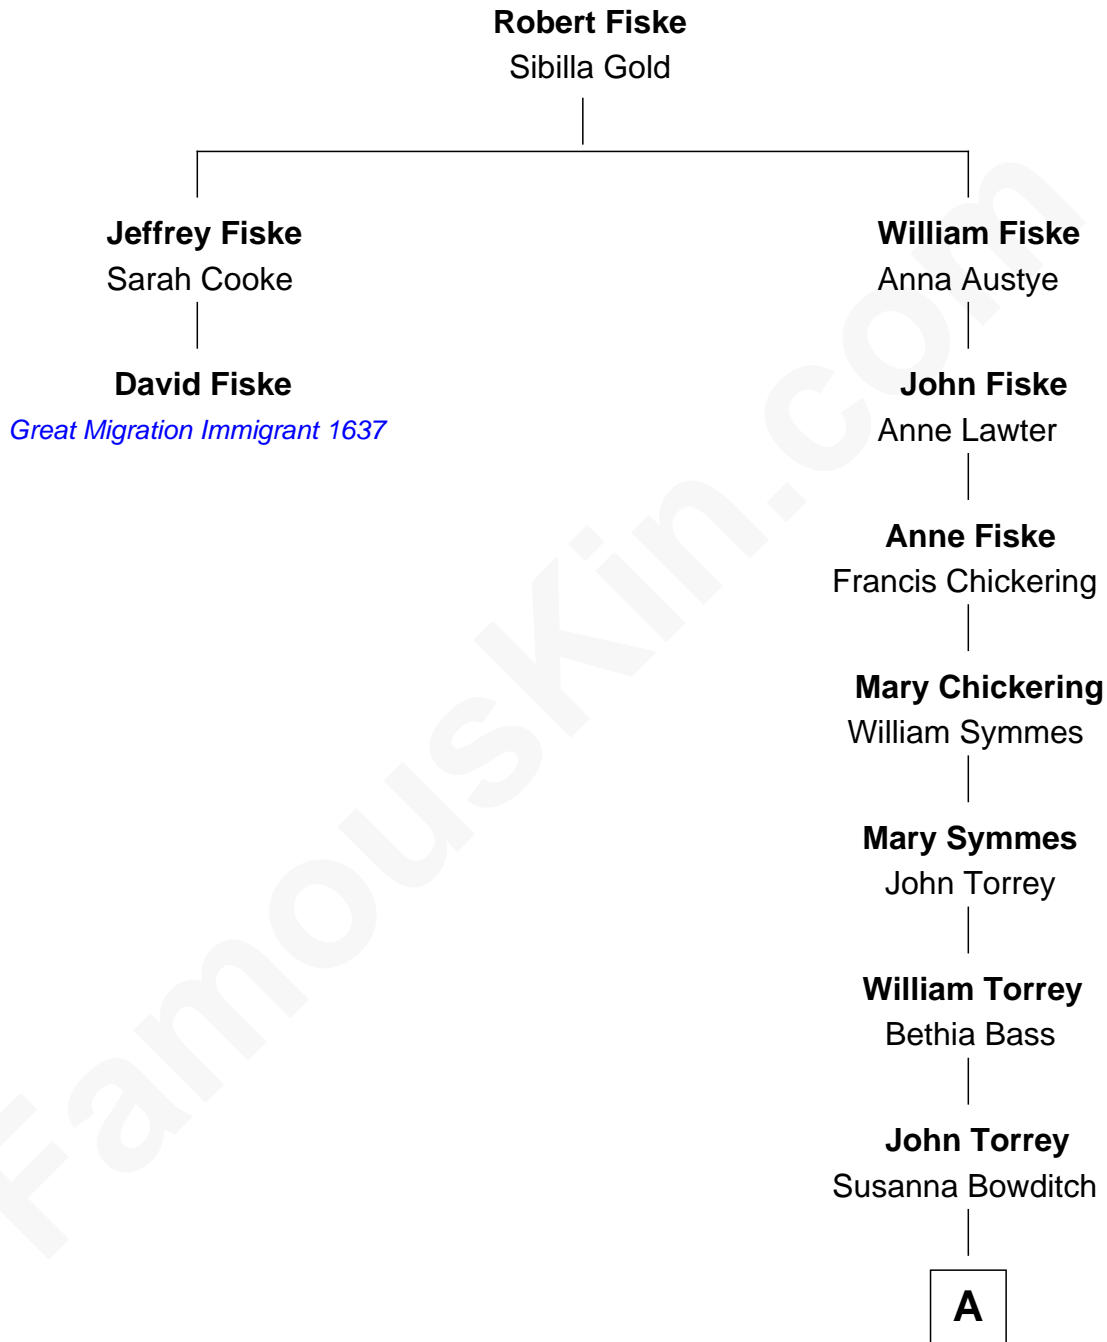 Robert Fiske
Sibilla Gold
Jeffrey Fiske
Sarah Cooke
William Fiske
Anna Austye
David Fiske
Great Migration Immigrant 1637
John Fiske
Anne Lawter
Anne Fiske
Francis Chickering
Mary Chickering
William Symmes
Mary Symmes
John Torrey
William Torrey
Bethia Bass
John Torrey
Susanna Bowditch
A
FamousKin.com